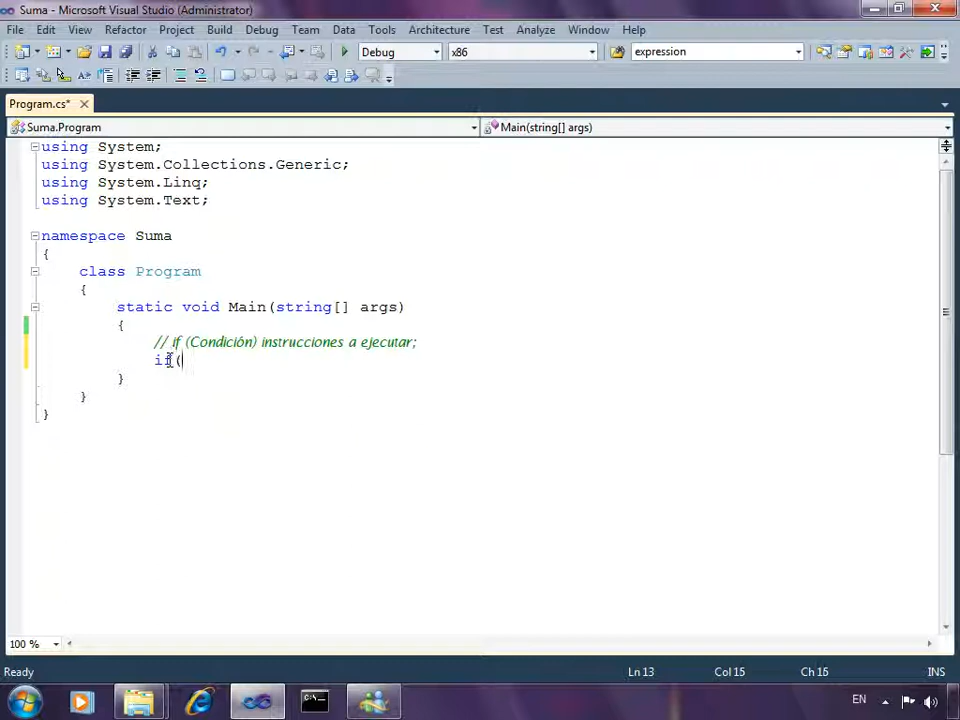 Suma - Microsoft Visual Studio (Administrator)
File Edit View Refactor Project Build Debug Team Data Tools Architecture Test Analyze Window Help
Debug x86 expression
Program.cs*
Suma.Program Main(string[] args)
using System;
using System.Collections.Generic;
using System.Linq;
using System.Text;
namespace Suma
{
class Program
{
static void Main(string[] args)
{
// if (Condición) instrucciones a ejecutar;
if(
}
}
}
100 %
Ready Ln 13 Col 15 Ch 15 INS
EN